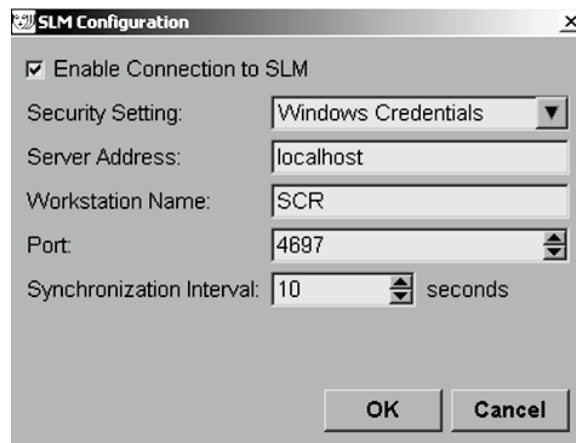 SLM Configuration
Enable Connection to SLM
Security Setting: Windows Credentials
Server Address: localhost
Workstation Name: SCR
Port: 4697
Synchronization Interval: 10 seconds
OK Cancel